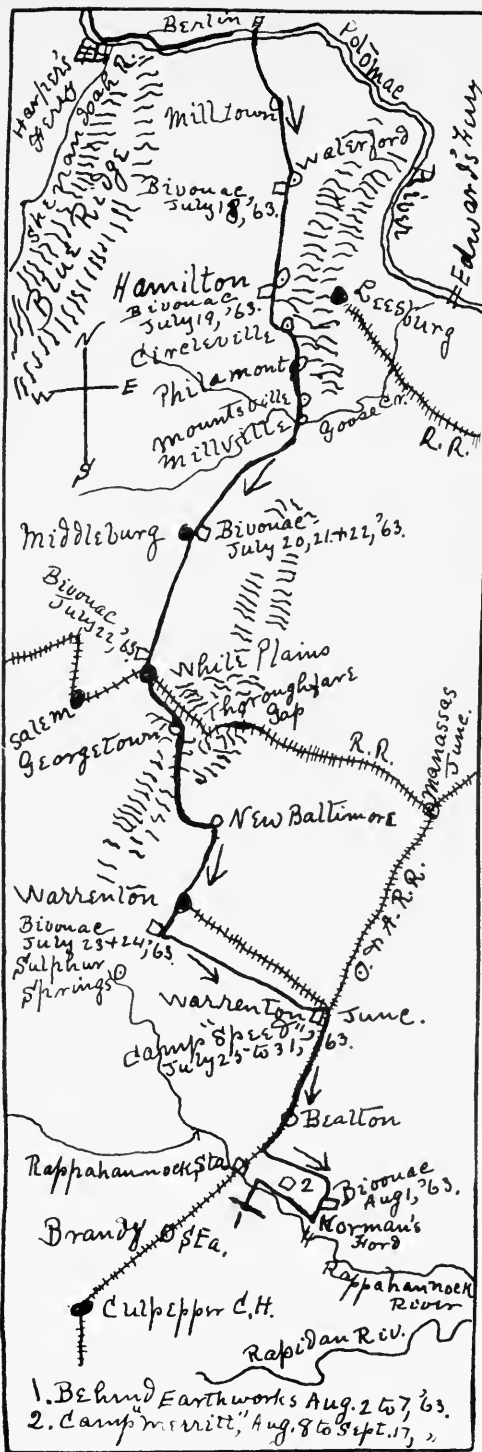 Berlin
Harper's
Ferry
Shenandoah R.
Blue Ridge
Potomac
River
Edwards' Ferry
Milltown
Waterford
Bivouac
July 18, '63.
Hamilton
Bivouac
July 19, '63.
Leesburg
Circleville
Philamont
Mountsville
Millville
Goose Cr.
R.R.
N
W
E
S
Middleburg
Bivouac
July 20, 21 + 22, '63.
Bivouac
July 22, '63.
White Plains
Salem
Thoroughfare
Gap
Georgetown
R.R.
Manassas
Junc.
New Baltimore
O. & A. R.R.
Warrenton
Bivouac
July 23 + 24, '63.
Sulphur
Springs
Warrenton June.
Camp "Speed",
July 25 to 31, '63.
Bealton
Rappahannock Sta.
2
Bivouac
Aug 1, '63.
1
Norman's
Ford
Brandy Sta.
Rappahannock
River
Culpepper C.H.
Rapidan Riv.
1. Behind Earthworks Aug. 2 to 7, '63.
2. Camp "Merritt", Aug. 8 to Sept. 17, "